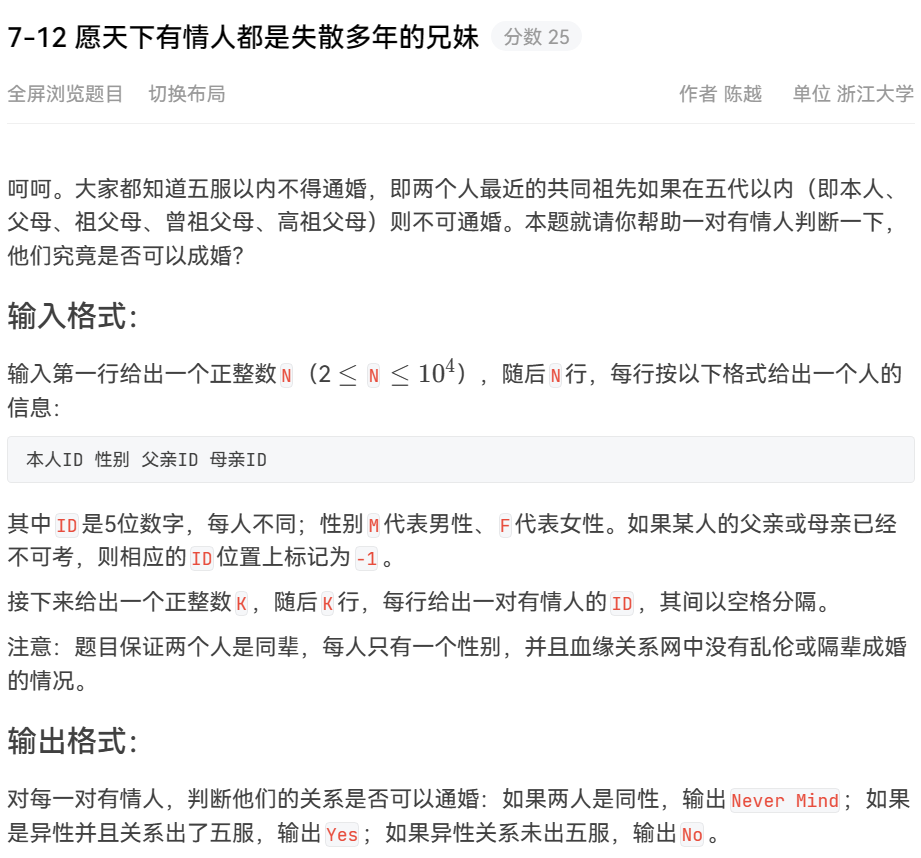 7-12 愿天下有情人都是失散多年的兄妹 分数 25
全屏浏览题目 切换布局 作者 陈越 单位 浙江大学
呵呵。大家都知道五服以内不得通婚，即两个人最近的共同祖先如果在五代以内（即本人、
父母、祖父母、曾祖父母、高祖父母）则不可通婚。本题就请你帮助一对有情人判断一下，
他们究竟是否可以成婚？
输入格式：
输入第一行给出一个正整数N（2 ≤ N ≤ 10⁴），随后N行，每行按以下格式给出一个人的
信息：
本人ID 性别 父亲ID 母亲ID
其中ID是5位数字，每人不同；性别M代表男性、F代表女性。如果某人的父亲或母亲已经
不可考，则相应的ID位置上标记为-1。
接下来给出一个正整数K，随后K行，每行给出一对有情人的ID，其间以空格分隔。
注意：题目保证两个人是同辈，每人只有一个性别，并且血缘关系网中没有乱伦或隔辈成婚
的情况。
输出格式：
对每一对有情人，判断他们的关系是否可以通婚：如果两人是同性，输出Never Mind；如果
是异性并且关系出了五服，输出Yes；如果异性关系未出五服，输出No。